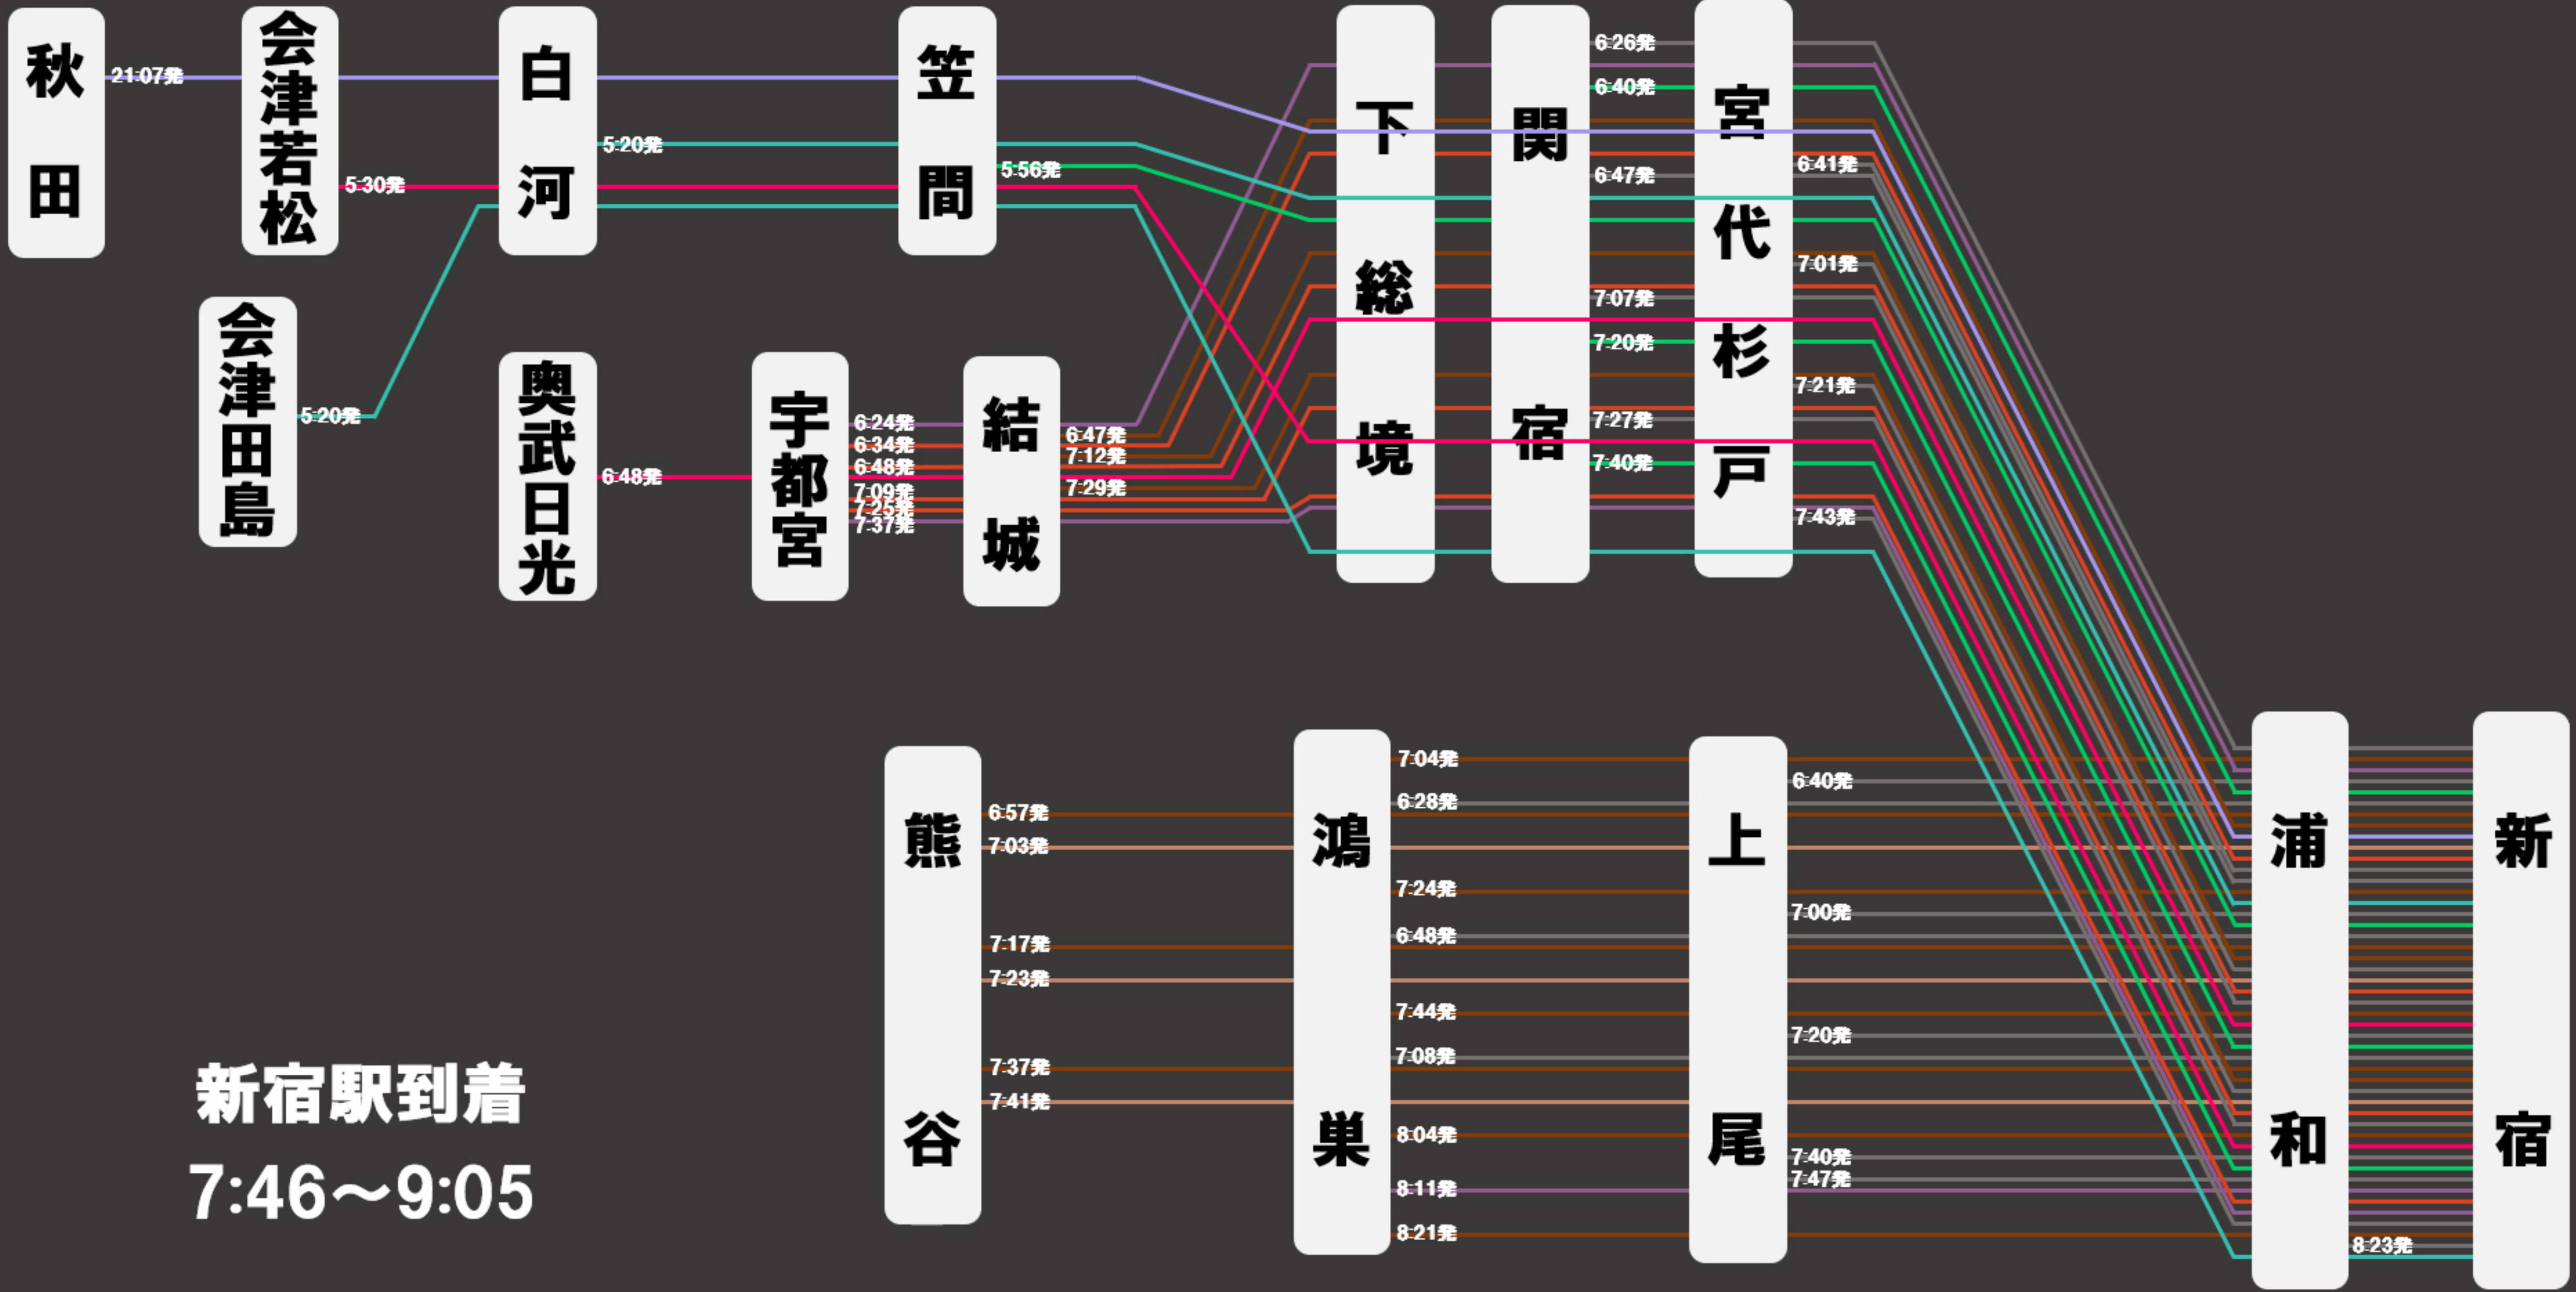 秋田
21:07発
会津若松
5:30発
白河
5:20発
笠間
5:56発
会津田島
5:20発
奥武日光
6:48発
宇都宮
6:24発
6:34発
6:48発
7:09発
7:25発
7:37発
結城
6:47発
7:12発
7:29発
下総境
関宿
6:26発
6:40発
6:47発
7:07発
7:20発
7:27発
7:40発
宮代杉戸
6:41発
7:01発
7:21発
7:43発
熊谷
6:57発
7:03発
7:17発
7:23発
7:37発
7:41発
鴻巣
7:04発
6:28発
7:24発
6:48発
7:44発
7:08発
8:04発
8:11発
8:21発
上尾
6:40発
7:00発
7:20発
7:40発
7:47発
浦和
8:23発
新宿
新宿駅到着
7:46～9:05